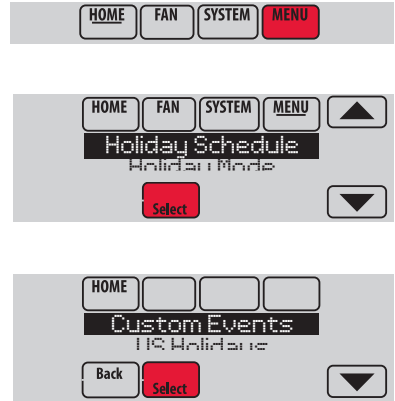 HOME FAN SYSTEM MENU
HOME FAN SYSTEM MENU
Holiday Schedule
Holiday Mode
Select
HOME
Custom Events
US Holidays
Back Select